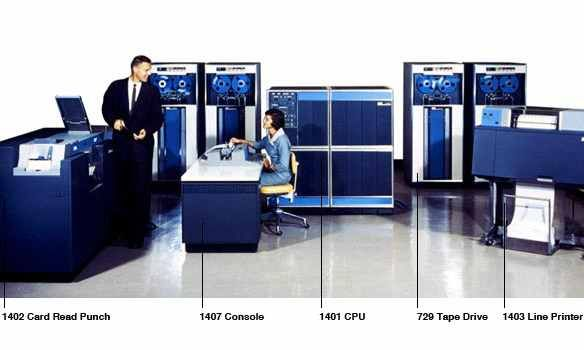 1402 Card Read Punch
1407 Console
1401 CPU
729 Tape Drive
1403 Line Printer